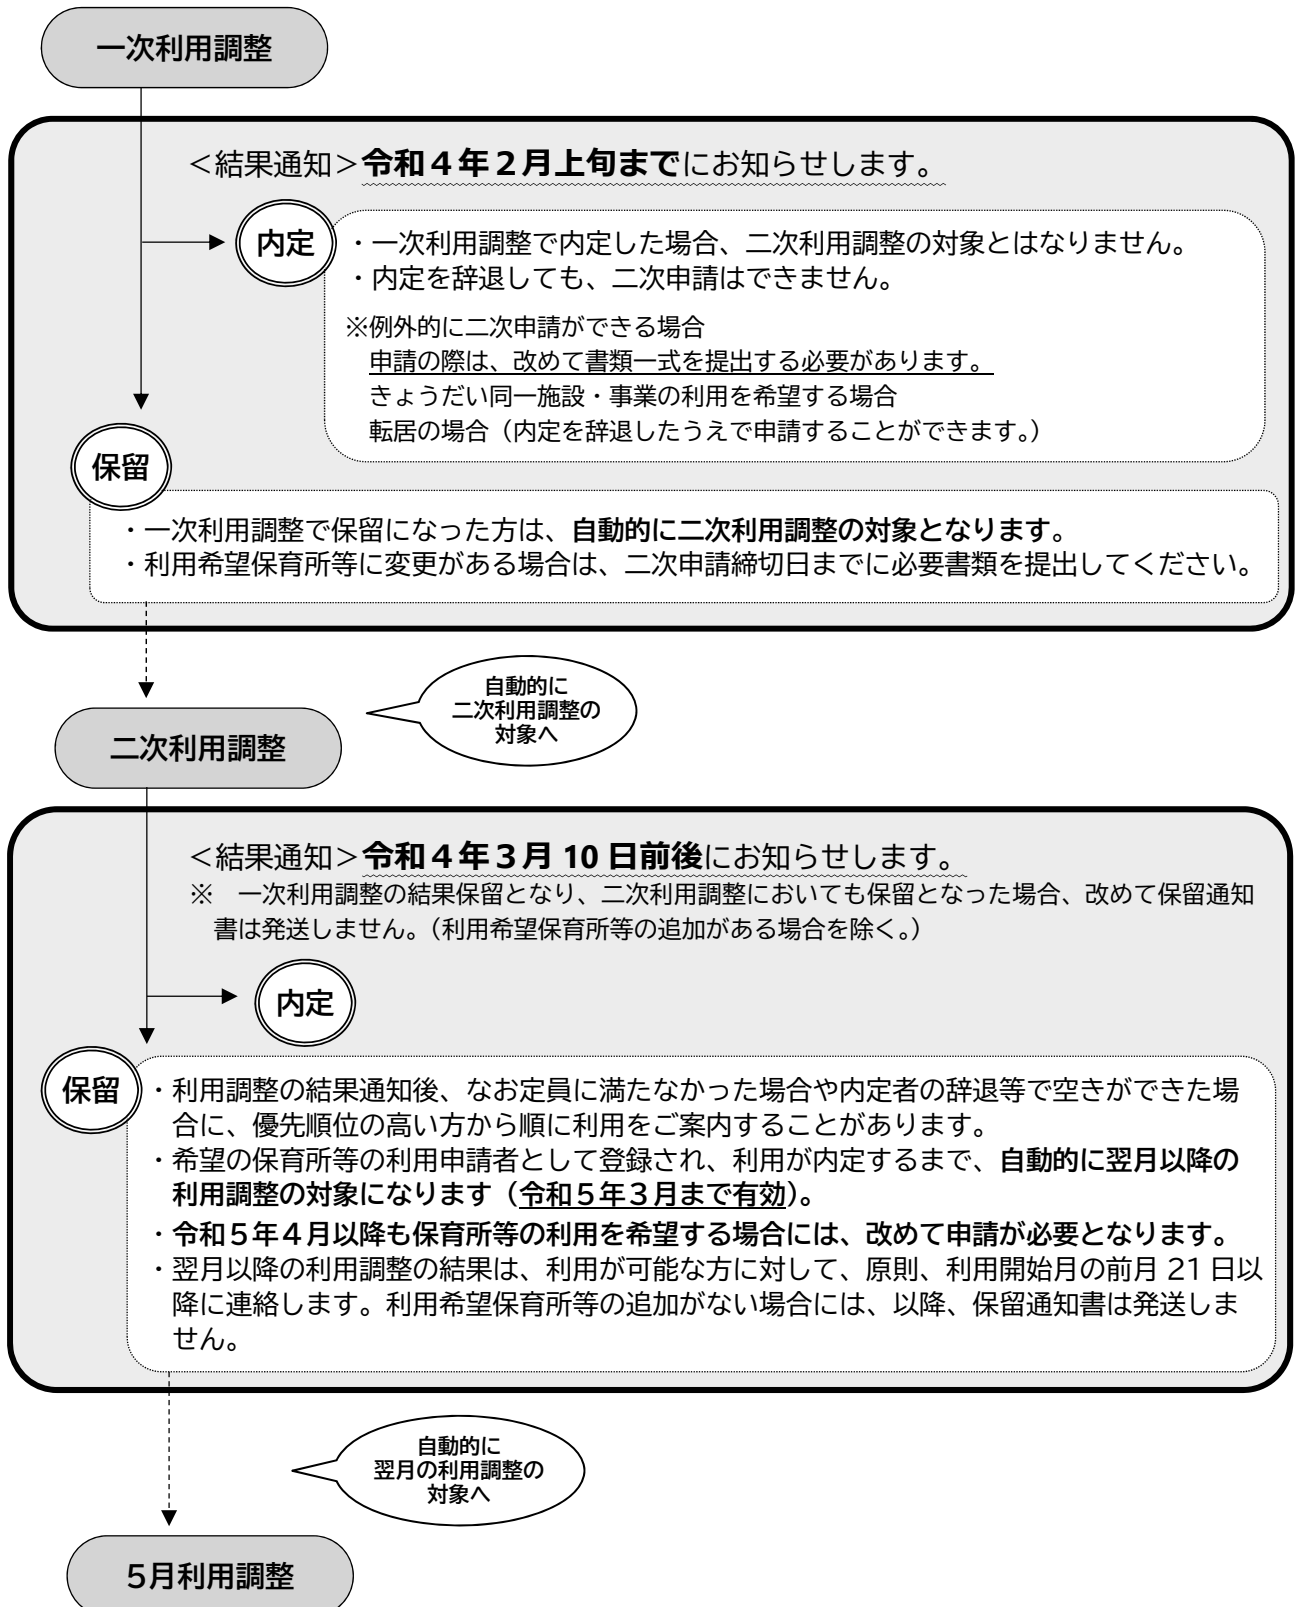 一次利用調整
＜結果通知＞令和４年２月上旬までにお知らせします。
内定
・一次利用調整で内定した場合、二次利用調整の対象とはなりません。
・内定を辞退しても、二次申請はできません。
※例外的に二次申請ができる場合
申請の際は、改めて書類一式を提出する必要があります。
きょうだい同一施設・事業の利用を希望する場合
転居の場合（内定を辞退したうえで申請することができます。）
保留
・一次利用調整で保留になった方は、自動的に二次利用調整の対象となります。
・利用希望保育所等に変更がある場合は、二次申請締切日までに必要書類を提出してください。
自動的に
二次利用調整の
対象へ
二次利用調整
＜結果通知＞令和４年３月 10 日前後にお知らせします。
※　一次利用調整の結果保留となり、二次利用調整においても保留となった場合、改めて保留通知
書は発送しません。（利用希望保育所等の追加がある場合を除く。）
内定
保留
・利用調整の結果通知後、なお定員に満たなかった場合や内定者の辞退等で空きができた場
合に、優先順位の高い方から順に利用をご案内することがあります。
・希望の保育所等の利用申請者として登録され、利用が内定するまで、自動的に翌月以降の
利用調整の対象になります（令和５年３月まで有効）。
・令和５年４月以降も保育所等の利用を希望する場合には、改めて申請が必要となります。
・翌月以降の利用調整の結果は、利用が可能な方に対して、原則、利用開始月の前月 21 日以
降に連絡します。利用希望保育所等の追加がない場合には、以降、保留通知書は発送しま
せん。
自動的に
翌月の利用調整の
対象へ
５月利用調整